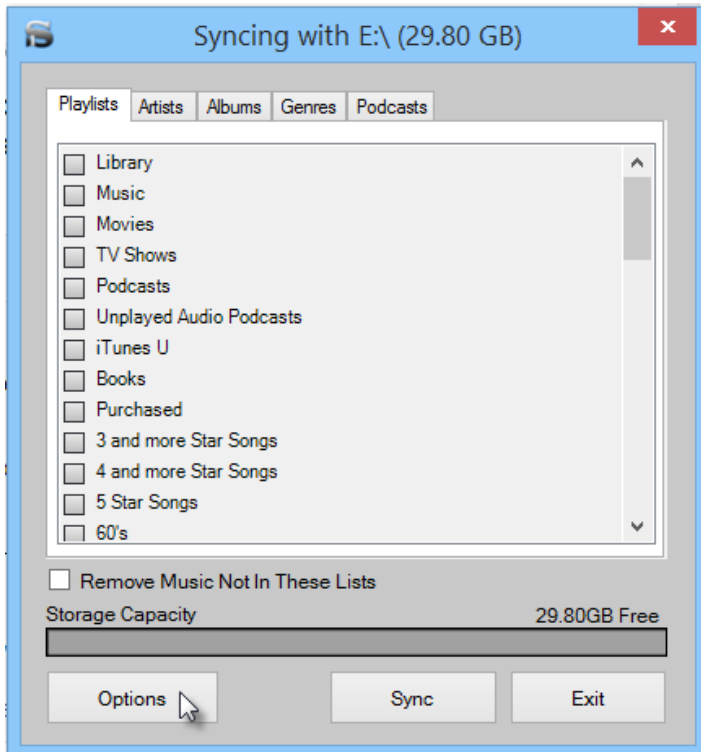 Syncing with E:\ (29.80 GB)
Playlists Artists Albums Genres Podcasts
Library
Music
Movies
TV Shows
Podcasts
Unplayed Audio Podcasts
iTunes U
Books
Purchased
3 and more Star Songs
4 and more Star Songs
5 Star Songs
60's
Remove Music Not In These Lists
Storage Capacity 29.80GB Free
Options Sync Exit